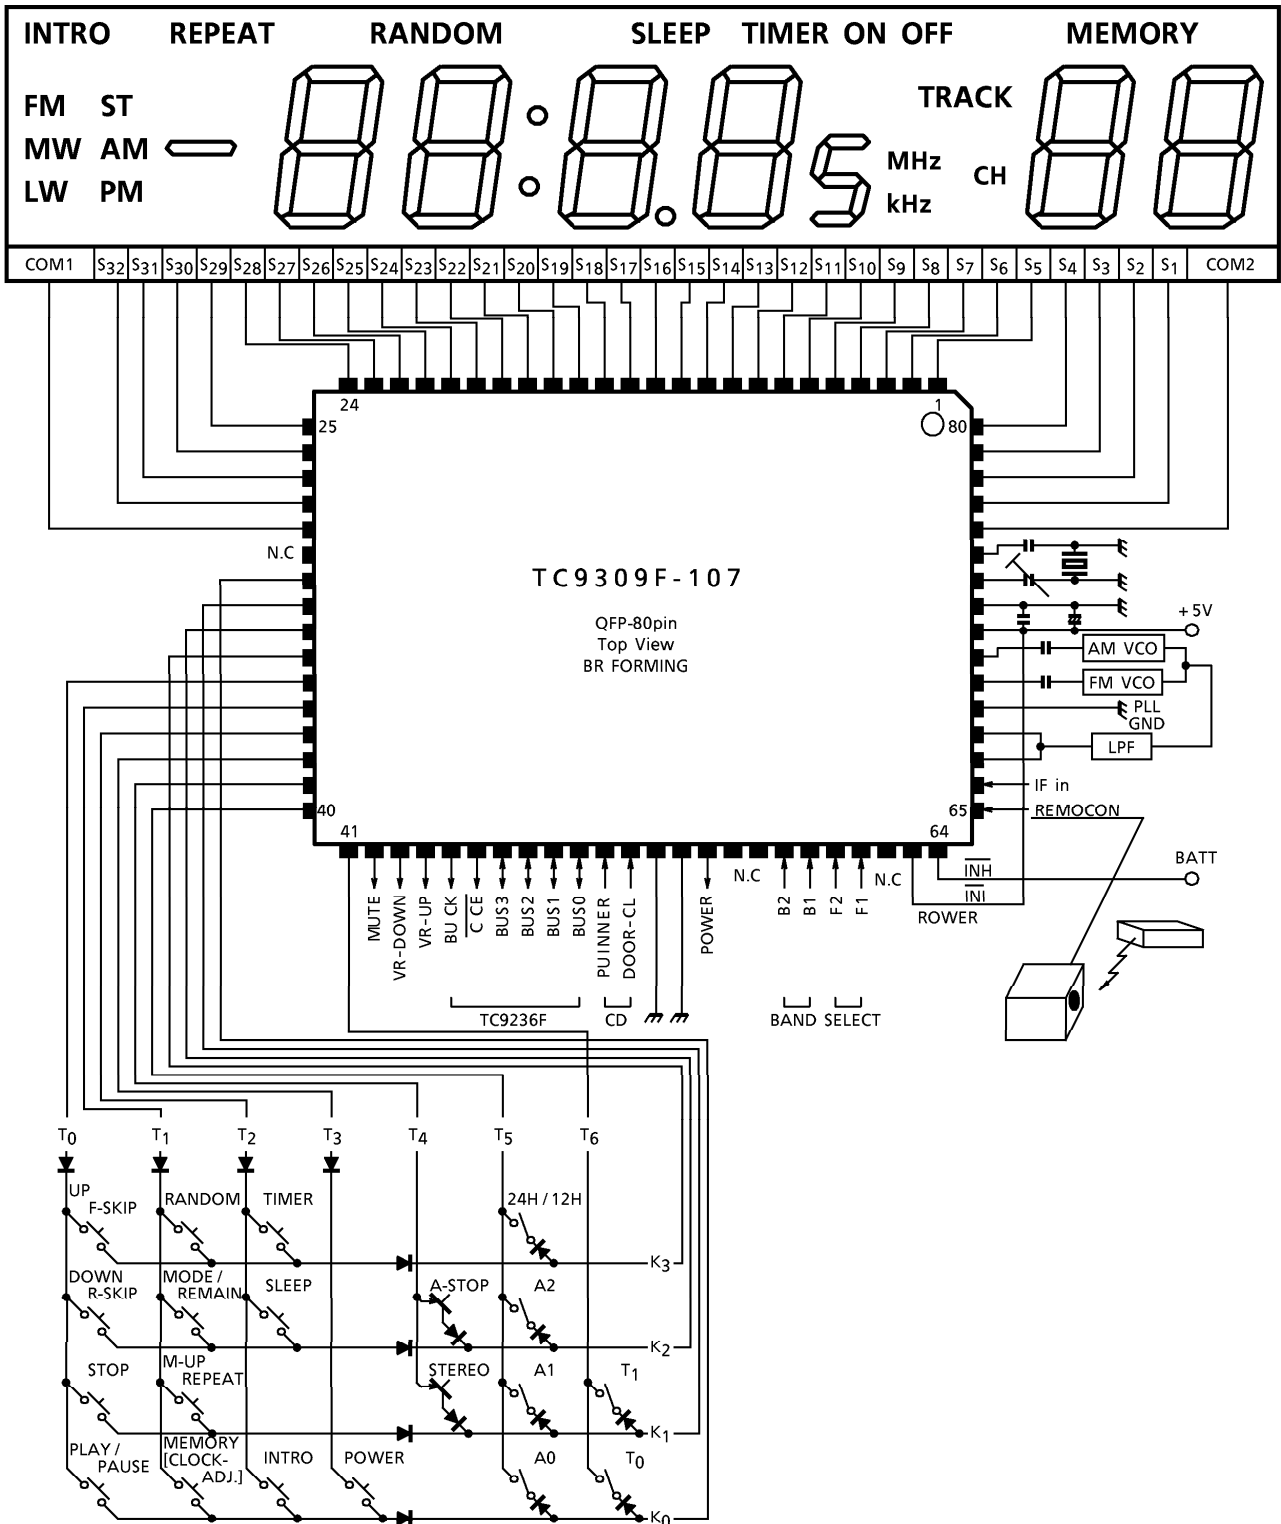 INTRO REPEAT RANDOM SLEEP TIMER ON OFF MEMORY
FM ST TRACK
MW AM MHz CH
LW PM kHz
COM1 S32 S31 S30 S29 S28 S27 S26 S25 S24 S23 S22 S21 S20 S19 S18 S17 S16 S15 S14 S13 S12 S11 S10 S9 S8 S7 S6 S5 S4 S3 S2 S1 COM2
24 1
25 80
N.C
TC9309F-107
QFP-80pin
Top View
BR FORMING
+5V
AM VCO
FM VCO
PLL
GND
LPF
IF in
40 65 REMOCON
41 64
BATT
MUTE
VR-DOWN
VR-UP
BU CK
C CE
BUS3
BUS2
BUS1
BUS0
PUINNER
DOOR-CL
POWER
N.C
B2
B1
F2
F1
N.C
INH
INI
ROWER
TC9236F CD BAND SELECT
T0 T1 T2 T3 T4 T5 T6
UP
F-SKIP RANDOM TIMER 24H/12H
K3
DOWN
R-SKIP MODE/
REMAIN SLEEP A-STOP A2
K2
STOP M-UP
REPEAT STEREO A1 T1
K1
PLAY/
PAUSE MEMORY
[CLOCK-
ADJ.] INTRO POWER A0 T0
K0